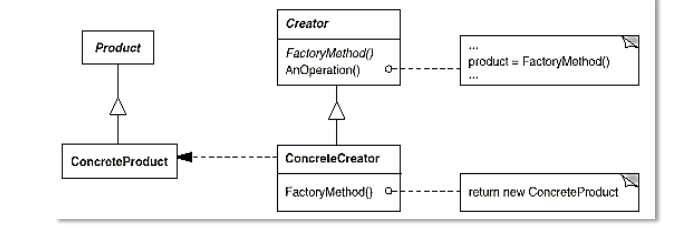 Creator
Product
FactoryMethod()
AnOperation()
...
product = FactoryMethod()
...
ConcreteProduct
ConcreteCreator
FactoryMethod()
return new ConcreteProduct